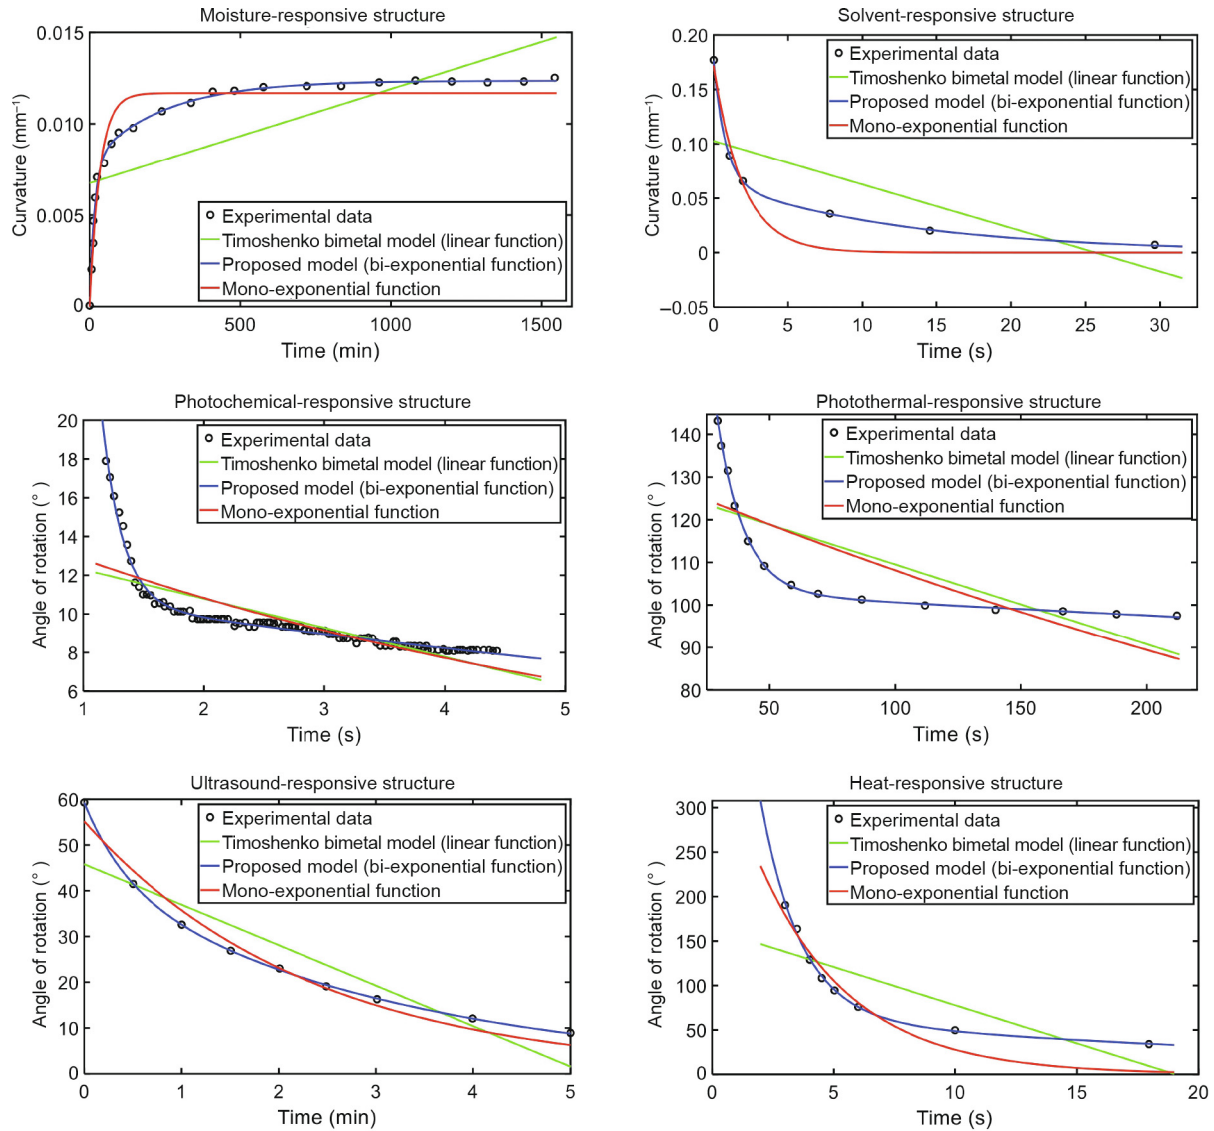 Moisture-responsive structure
0.015
0.010
0.005
0
Curvature (mm⁻¹)
Experimental data
Timoshenko bimetal model (linear function)
Proposed model (bi-exponential function)
Mono-exponential function
0 500 1000 1500
Time (min)
Solvent-responsive structure
0.20
0.15
0.10
0.05
0
–0.05
Curvature (mm⁻¹)
Experimental data
Timoshenko bimetal model (linear function)
Proposed model (bi-exponential function)
Mono-exponential function
0 5 10 15 20 25 30
Time (s)
Photochemical-responsive structure
20
18
16
14
12
10
8
6
Angle of rotation (°)
Experimental data
Timoshenko bimetal model (linear function)
Proposed model (bi-exponential function)
Mono-exponential function
1 2 3 4 5
Time (s)
Photothermal-responsive structure
140
130
120
110
100
90
80
Angle of rotation (°)
Experimental data
Timoshenko bimetal model (linear function)
Proposed model (bi-exponential function)
Mono-exponential function
50 100 150 200
Time (s)
Ultrasound-responsive structure
60
50
40
30
20
10
0
Angle of rotation (°)
Experimental data
Timoshenko bimetal model (linear function)
Proposed model (bi-exponential function)
Mono-exponential function
0 1 2 3 4 5
Time (min)
Heat-responsive structure
300
250
200
150
100
50
0
Angle of rotation (°)
Experimental data
Timoshenko bimetal model (linear function)
Proposed model (bi-exponential function)
Mono-exponential function
0 5 10 15 20
Time (s)